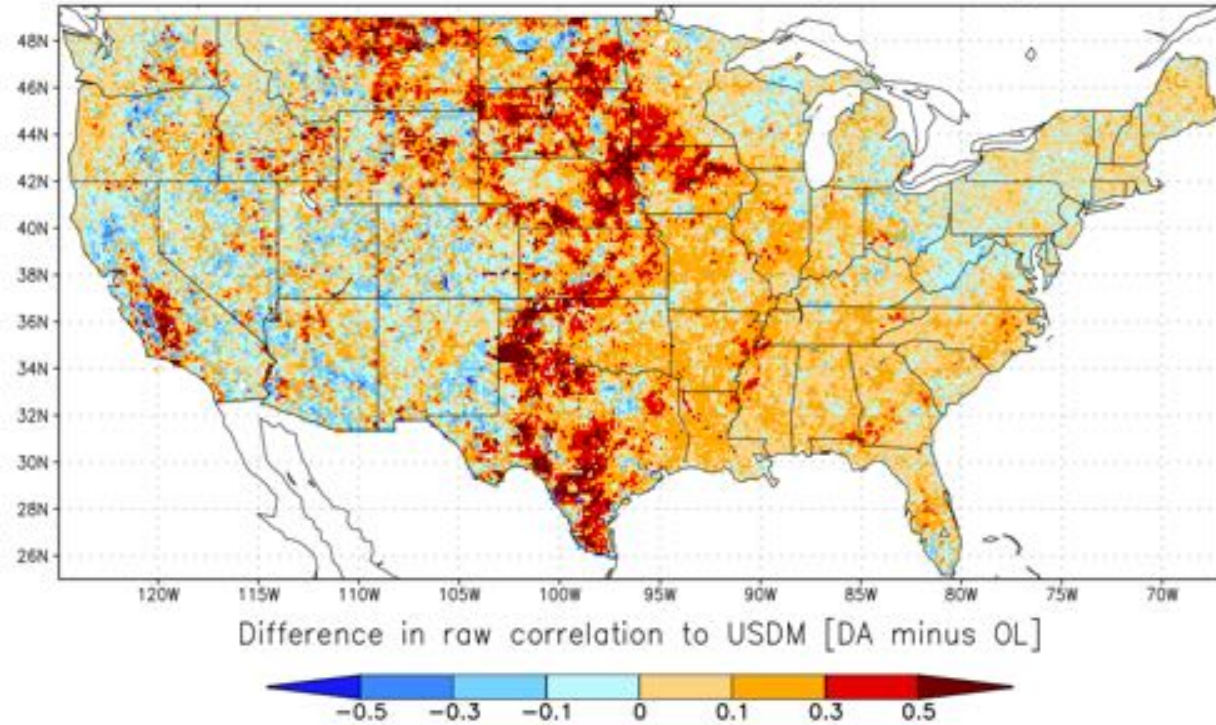 48N
46N
44N
42N
40N
38N
36N
34N
32N
30N
28N
26N
120W 115W 110W 105W 100W 95W 90W 85W 80W 75W 70W
Difference in raw correlation to USDM [DA minus OL]
-0.5 -0.3 -0.1 0 0.1 0.3 0.5